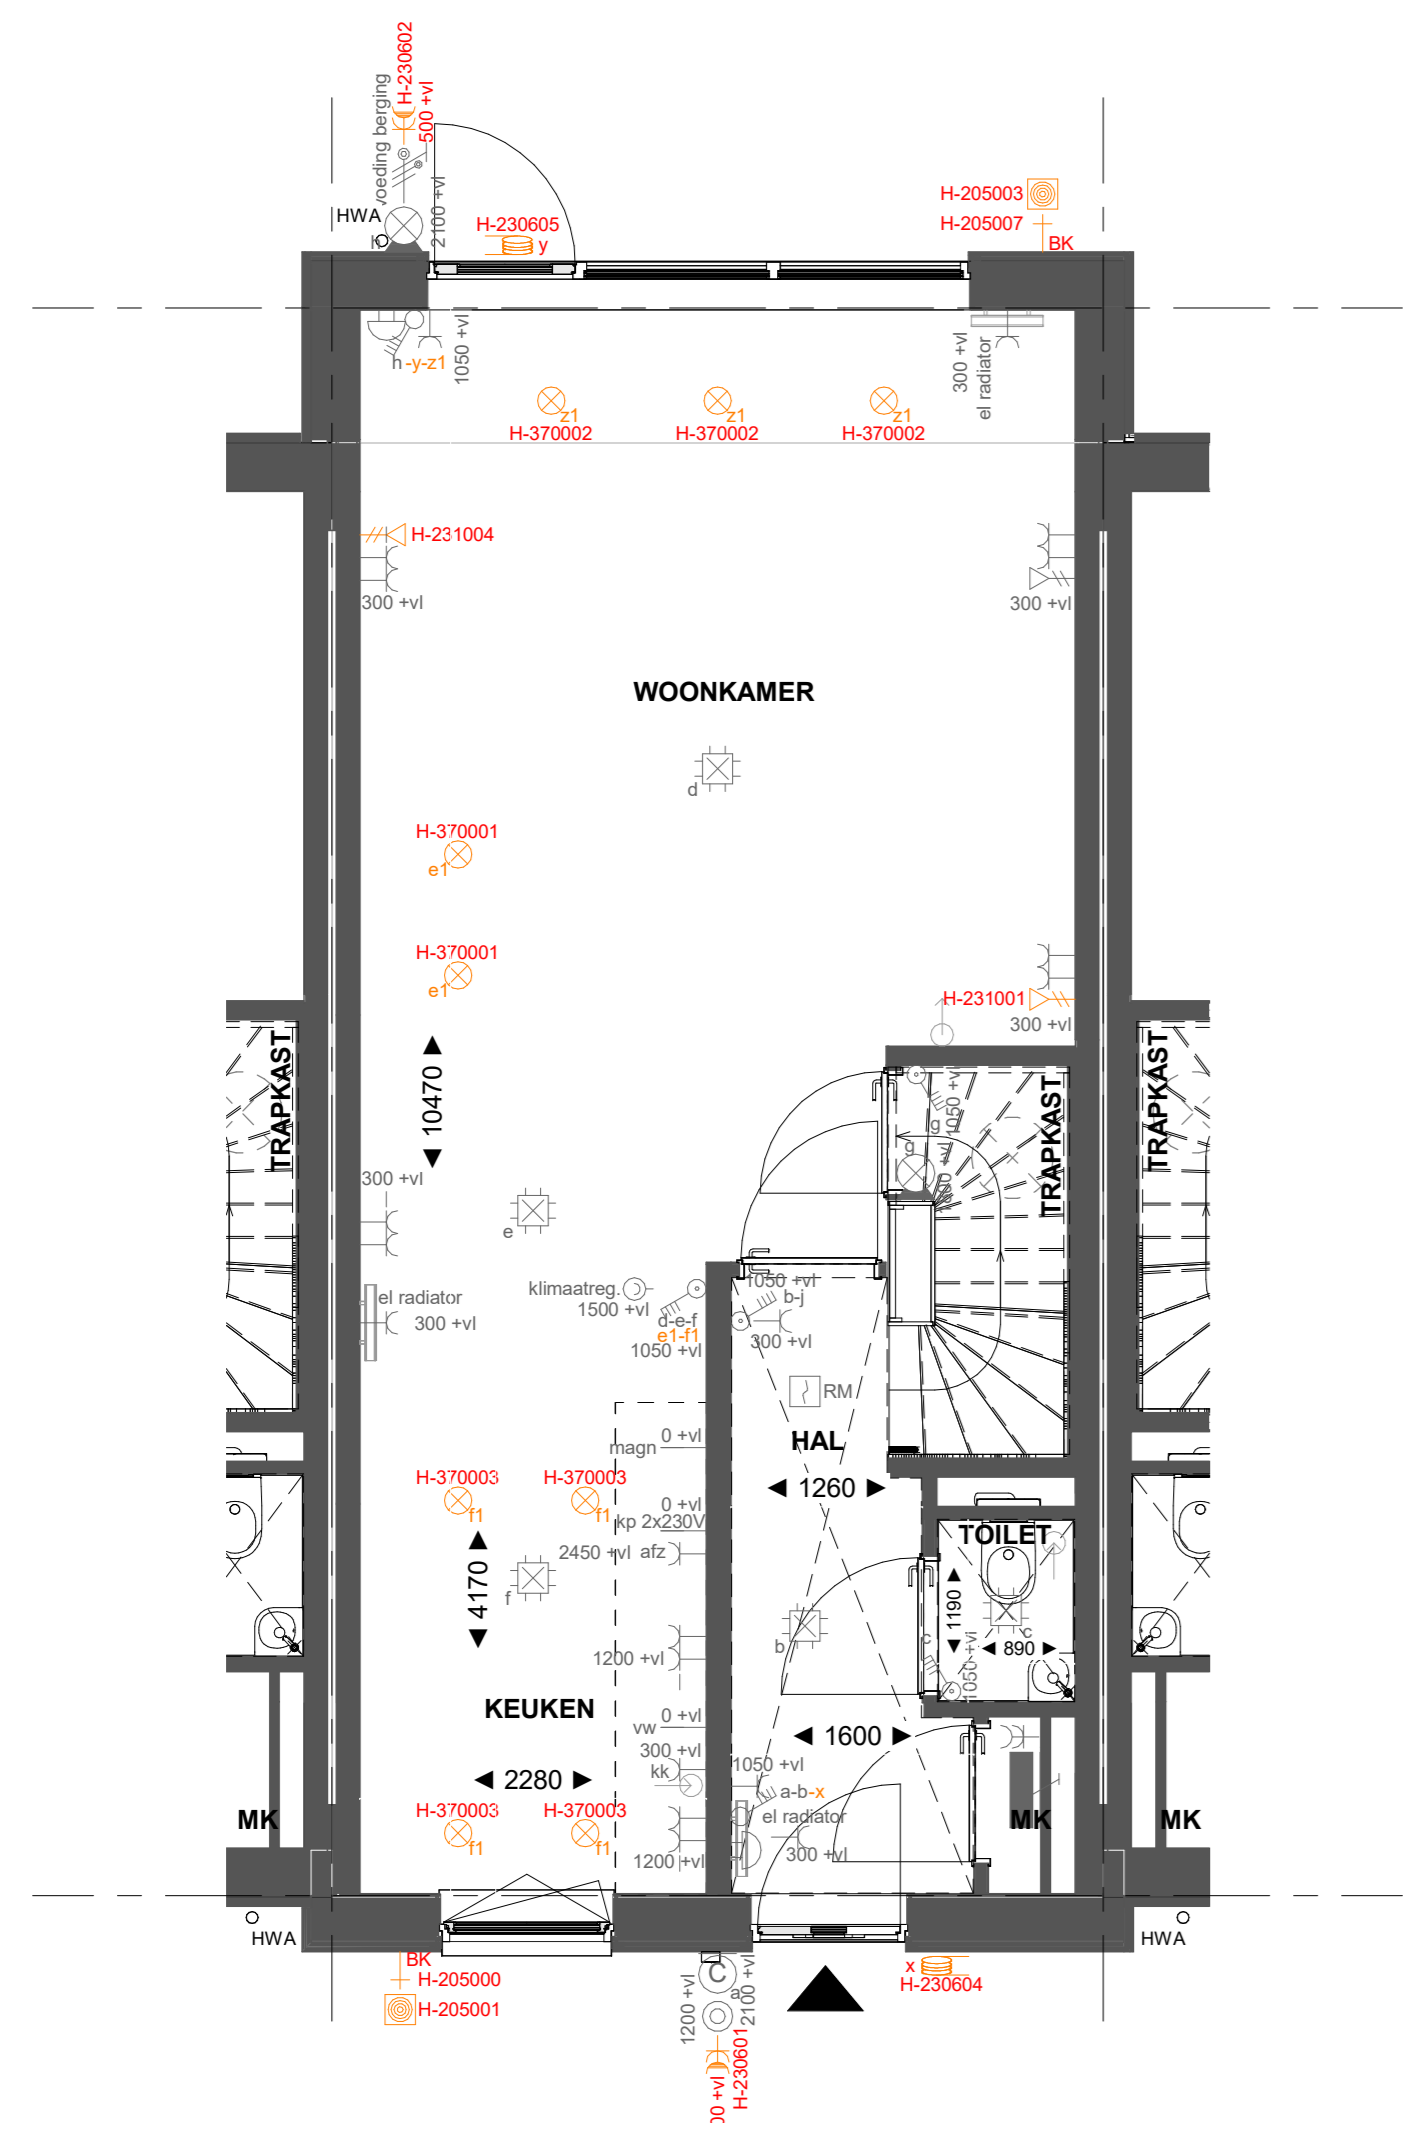 H-230602
500 +vl
voeding berging
2100 +vl
HWA
h
H-230605
y
H-205003
H-205007
BK
h -y-z1
1050 +vl
300 +vl
el radiator
z1
H-370002
z1
H-370002
z1
H-370002
H-231004
300 +vl
300 +vl
WOONKAMER
d
H-370001
e1
H-370001
e1
H-231001
300 +vl
10470
TRAPKAST
TRAPKAST
TRAPKAST
g
1050 +vl
g
300 +vl
e
el radiator
300 +vl
klimaatreg.
1500 +vl
d-e-f
e1-f1
1050 +vl
1050 +vl
b-j
300 +vl
RM
HAL
1260
0 +vl
magn
0 +vl
kp 2x230V
2450 +vl afz
H-370003
f1
H-370003
f1
4170
f
TOILET
1190
890
c
c
1050 +vl
b
1200 +vl
KEUKEN
0 +vl
vw
300 +vl
kk
2280
1600
1050 +vl
a-b-x
el radiator
300 +vl
H-370003
f1
H-370003
f1
1200 +vl
MK
MK
MK
HWA
HWA
BK
H-205000
H-205001
C
a
1200 +vl
2100 +vl
H-230601
00 +vl
x
H-230604